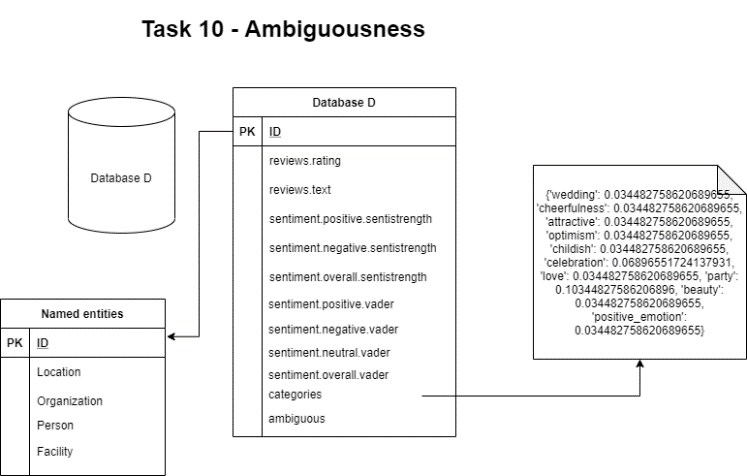 Task 10 - Ambiguousness
Database D
Database D
PK ID
reviews.rating
reviews.text
sentiment.positive.sentistrength
sentiment.negative.sentistrength
sentiment.overall.sentistrength
sentiment.positive.vader
sentiment.negative.vader
sentiment.neutral.vader
sentiment.overall.vader
categories
ambiguous
{'wedding': 0.034482758620689655,
'cheerfulness': 0.034482758620689655,
'attractive': 0.034482758620689655,
'optimism': 0.034482758620689655,
'childish': 0.034482758620689655,
'celebration': 0.06896551724137931,
'love': 0.034482758620689655, 'party':
0.10344827586206896, 'beauty':
0.034482758620689655,
'positive_emotion':
0.034482758620689655}
Named entities
PK ID
Location
Organization
Person
Facility